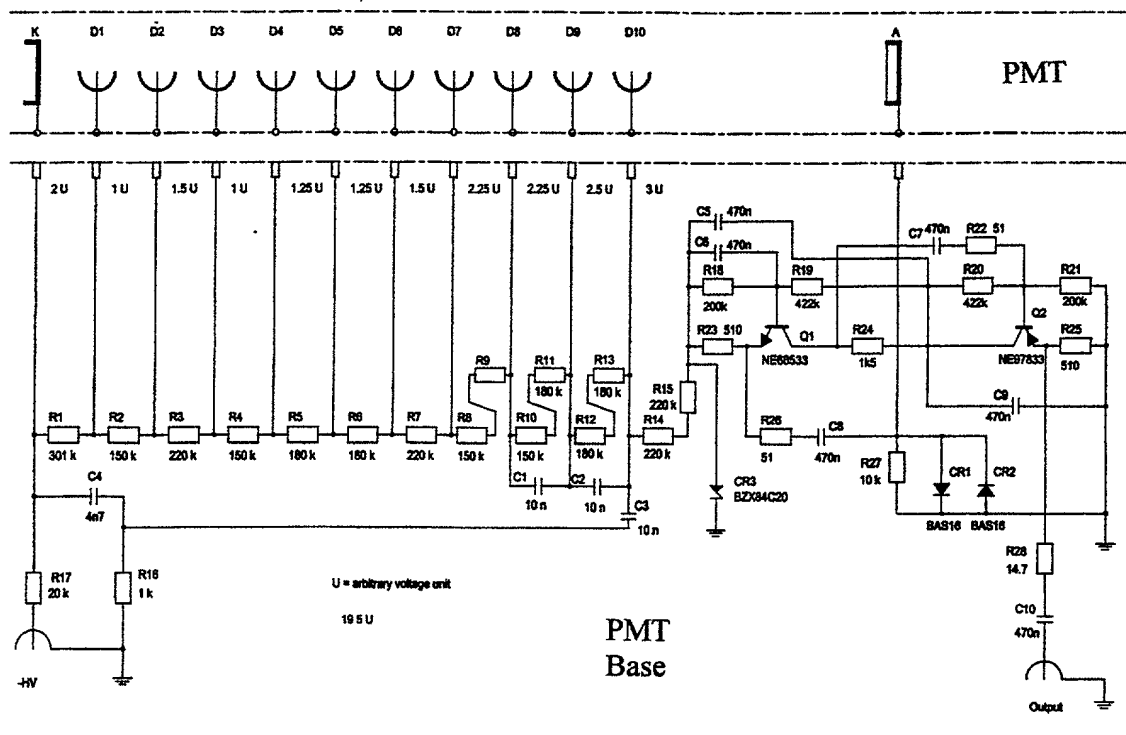 K D1 D2 D3 D4 D5 D6 D7 D8 D9 D10 A
PMT
2 U 1 U 1.5 U 1 U 1.25 U 1.25 U 1.5 U 2.25 U 2.25 U 2.5 U 3 U
C5 470n
C6 470n
C7 470n R22 51
R18 200k
R19 422k
R20 422k
R21 200k
R23 510
Q1 NE68533
R24 1k5
Q2 NE97833
R25 510
R9
R11 180 k
R13 180 k
R15 220 k
C9 470n
R1 301 k
R2 150 k
R3 220 k
R4 150 k
R5 180 k
R6 180 k
R7 220 k
R8 150 k
R10 150 k
R12 180 k
R14 220 k
R26 51
C8 470n
C4 4n7
C1 10 n
C2 10 n
C3 10 n
CR3 BZX84C20
R27 10 k
CR1 BAS16
CR2 BAS16
R17 20 k
R16 1 k
R28 14.7
C10 470n
U = arbitrary voltage unit
19 5 U
PMT
Base
-HV
Output